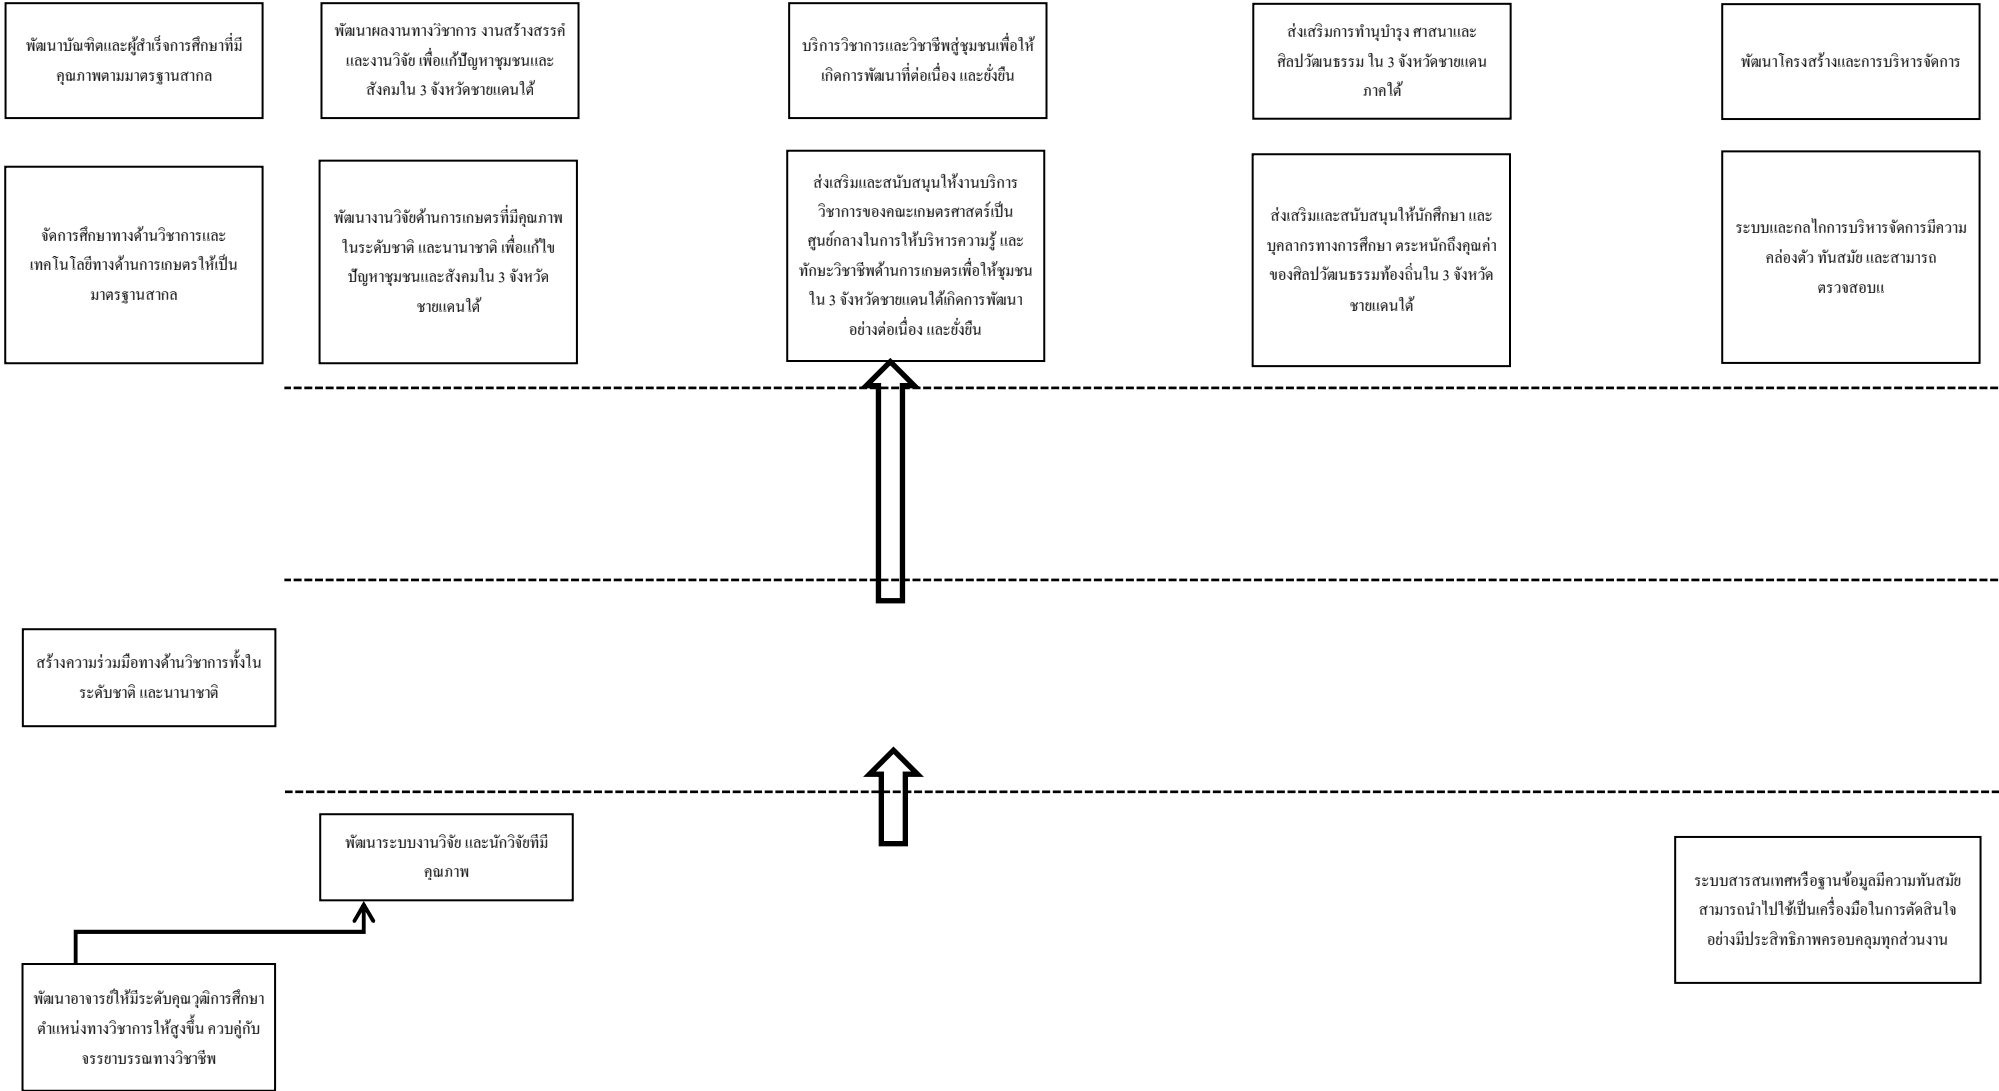 พัฒนาบัณฑิตและผู้สำเร็จการศึกษาที่มี
คุณภาพตามมาตรฐานสากล
พัฒนาผลงานทางวิชาการ งานสร้างสรรค์
และงานวิจัย เพื่อแก้ปัญหาชุมชนและ
สังคมใน 3 จังหวัดชายแดนใต้
บริการวิชาการและวิชาชีพสู่ชุมชนเพื่อให้
เกิดการพัฒนาที่ต่อเนื่อง และยั่งยืน
ส่งเสริมการทำนุบำรุง ศาสนาและ
ศิลปวัฒนธรรม ใน 3 จังหวัดชายแดน
ภาคใต้
พัฒนาโครงสร้างและการบริหารจัดการ
จัดการศึกษาทางด้านวิชาการและ
เทคโนโลยีทางด้านการเกษตรให้เป็น
มาตรฐานสากล
พัฒนางานวิจัยด้านการเกษตรที่มีคุณภาพ
ในระดับชาติ และนานาชาติ เพื่อแก้ไข
ปัญหาชุมชนและสังคมใน 3 จังหวัด
ชายแดนใต้
ส่งเสริมและสนับสนุนให้งานบริการ
วิชาการของคณะเกษตรศาสตร์เป็น
ศูนย์กลางในการให้บริหารความรู้ และ
ทักษะวิชาชีพด้านการเกษตรเพื่อให้ชุมชน
ใน 3 จังหวัดชายแดนใต้เกิดการพัฒนา
อย่างต่อเนื่อง และยั่งยืน
ส่งเสริมและสนับสนุนให้นักศึกษา และ
บุคลากรทางการศึกษา ตระหนักถึงคุณค่า
ของศิลปวัฒนธรรมท้องถิ่นใน 3 จังหวัด
ชายแดนใต้
ระบบและกลไกการบริหารจัดการมีความ
คล่องตัว ทันสมัย และสามารถ
ตรวจสอบแ
สร้างความร่วมมือทางด้านวิชาการทั้งใน
ระดับชาติ และนานาชาติ
พัฒนาระบบงานวิจัย และนักวิจัยทีมี
คุณภาพ
ระบบสารสนเทศหรือฐานข้อมูลมีความทันสมัย
สามารถนำไปใช้เป็นเครื่องมือในการตัดสินใจ
อย่างมีประสิทธิภาพครอบคลุมทุกส่วนงาน
พัฒนาอาจารย์ให้มีระดับคุณวุฒิการศึกษา
ตำแหน่งทางวิชาการให้สูงขึ้น ควบคู่กับ
จรรยาบรรณทางวิชาชีพ